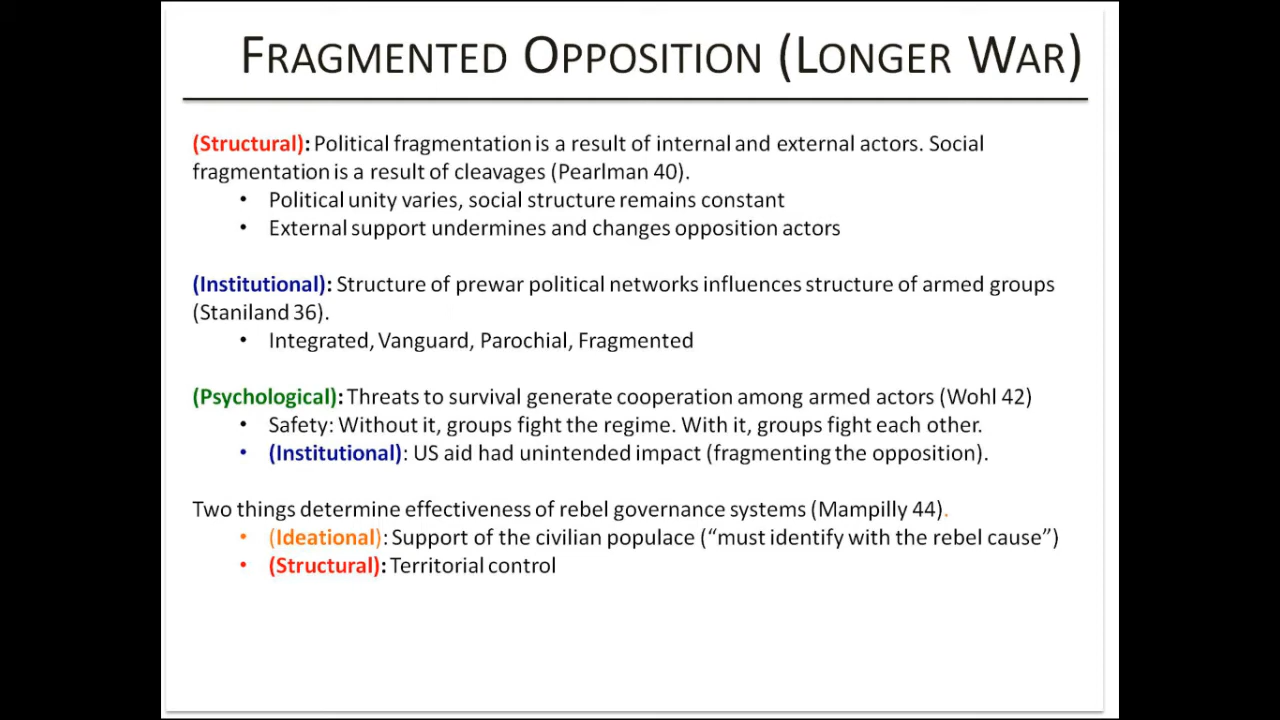 FRAGMENTED OPPOSITION (LONGER WAR)
(Structural): Political fragmentation is a result of internal and external actors. Social
fragmentation is a result of cleavages (Pearlman 40).
• Political unity varies, social structure remains constant
• External support undermines and changes opposition actors
(Institutional): Structure of prewar political networks influences structure of armed groups
(Staniland 36).
• Integrated, Vanguard, Parochial, Fragmented
(Psychological): Threats to survival generate cooperation among armed actors (Wohl 42)
• Safety: Without it, groups fight the regime. With it, groups fight each other.
• (Institutional): US aid had unintended impact (fragmenting the opposition).
Two things determine effectiveness of rebel governance systems (Mampilly 44).
• (Ideational): Support of the civilian populace (“must identify with the rebel cause”)
• (Structural): Territorial control